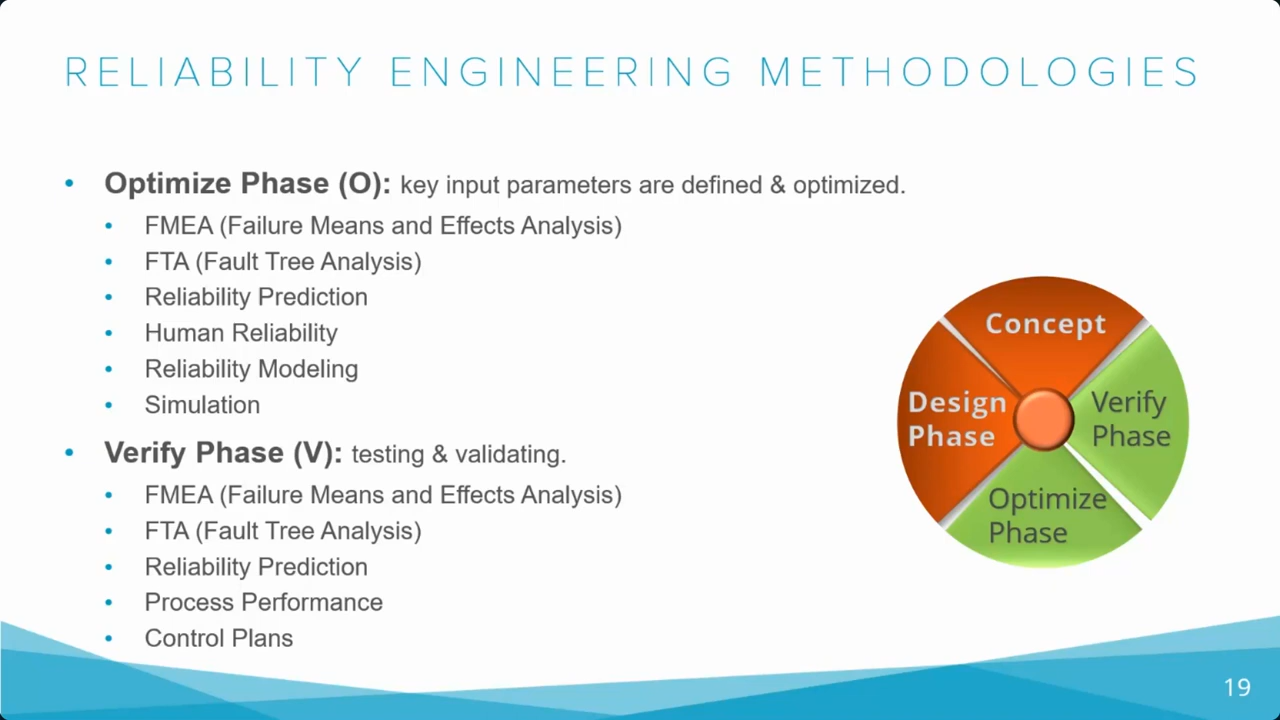 RELIABILITY ENGINEERING METHODOLOGIES
• Optimize Phase (O): key input parameters are defined & optimized.
• FMEA (Failure Means and Effects Analysis)
• FTA (Fault Tree Analysis)
• Reliability Prediction
• Human Reliability
• Reliability Modeling
• Simulation
• Verify Phase (V): testing & validating.
• FMEA (Failure Means and Effects Analysis)
• FTA (Fault Tree Analysis)
• Reliability Prediction
• Process Performance
• Control Plans
Concept
Design
Phase
Verify
Phase
Optimize
Phase
19